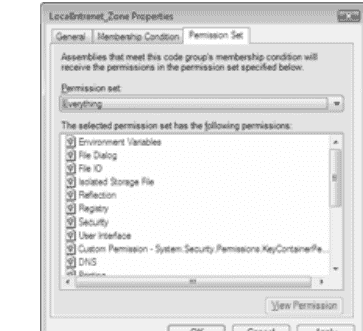 LocalIntranet_Zone Properties
General Membership Condition Permission Set
Assemblies that meet this code group's membership condition will
receive the permissions in the permission set specified below.
Permission set:
Everything
The selected permission set has the following permissions:
Environment Variables
File Dialog
File IO
Isolated Storage File
Reflection
Registry
Security
User Interface
Custom Permission - System.Security.Permissions.KeyContainerPe...
DNS
Printing
View Permission
OK Cancel Apply